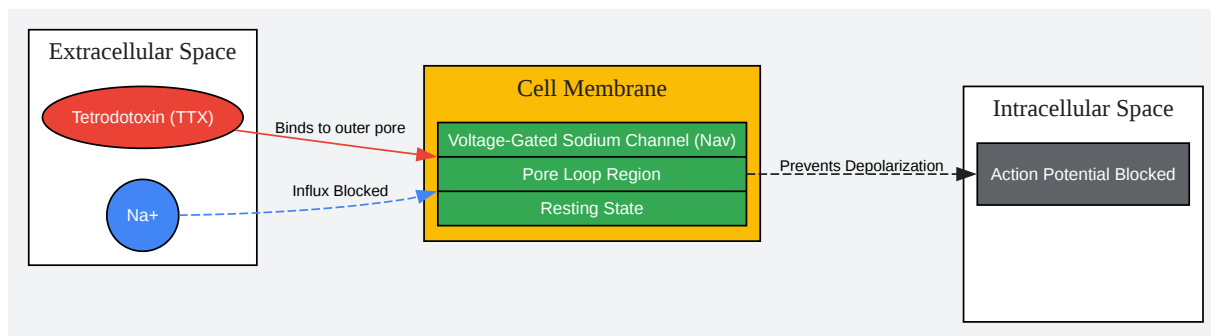 Extracellular Space
Tetrodotoxin (TTX)
Na+
Binds to outer pore
Influx Blocked
Cell Membrane
Voltage-Gated Sodium Channel (Nav)
Pore Loop Region
Resting State
Prevents Depolarization
Intracellular Space
Action Potential Blocked